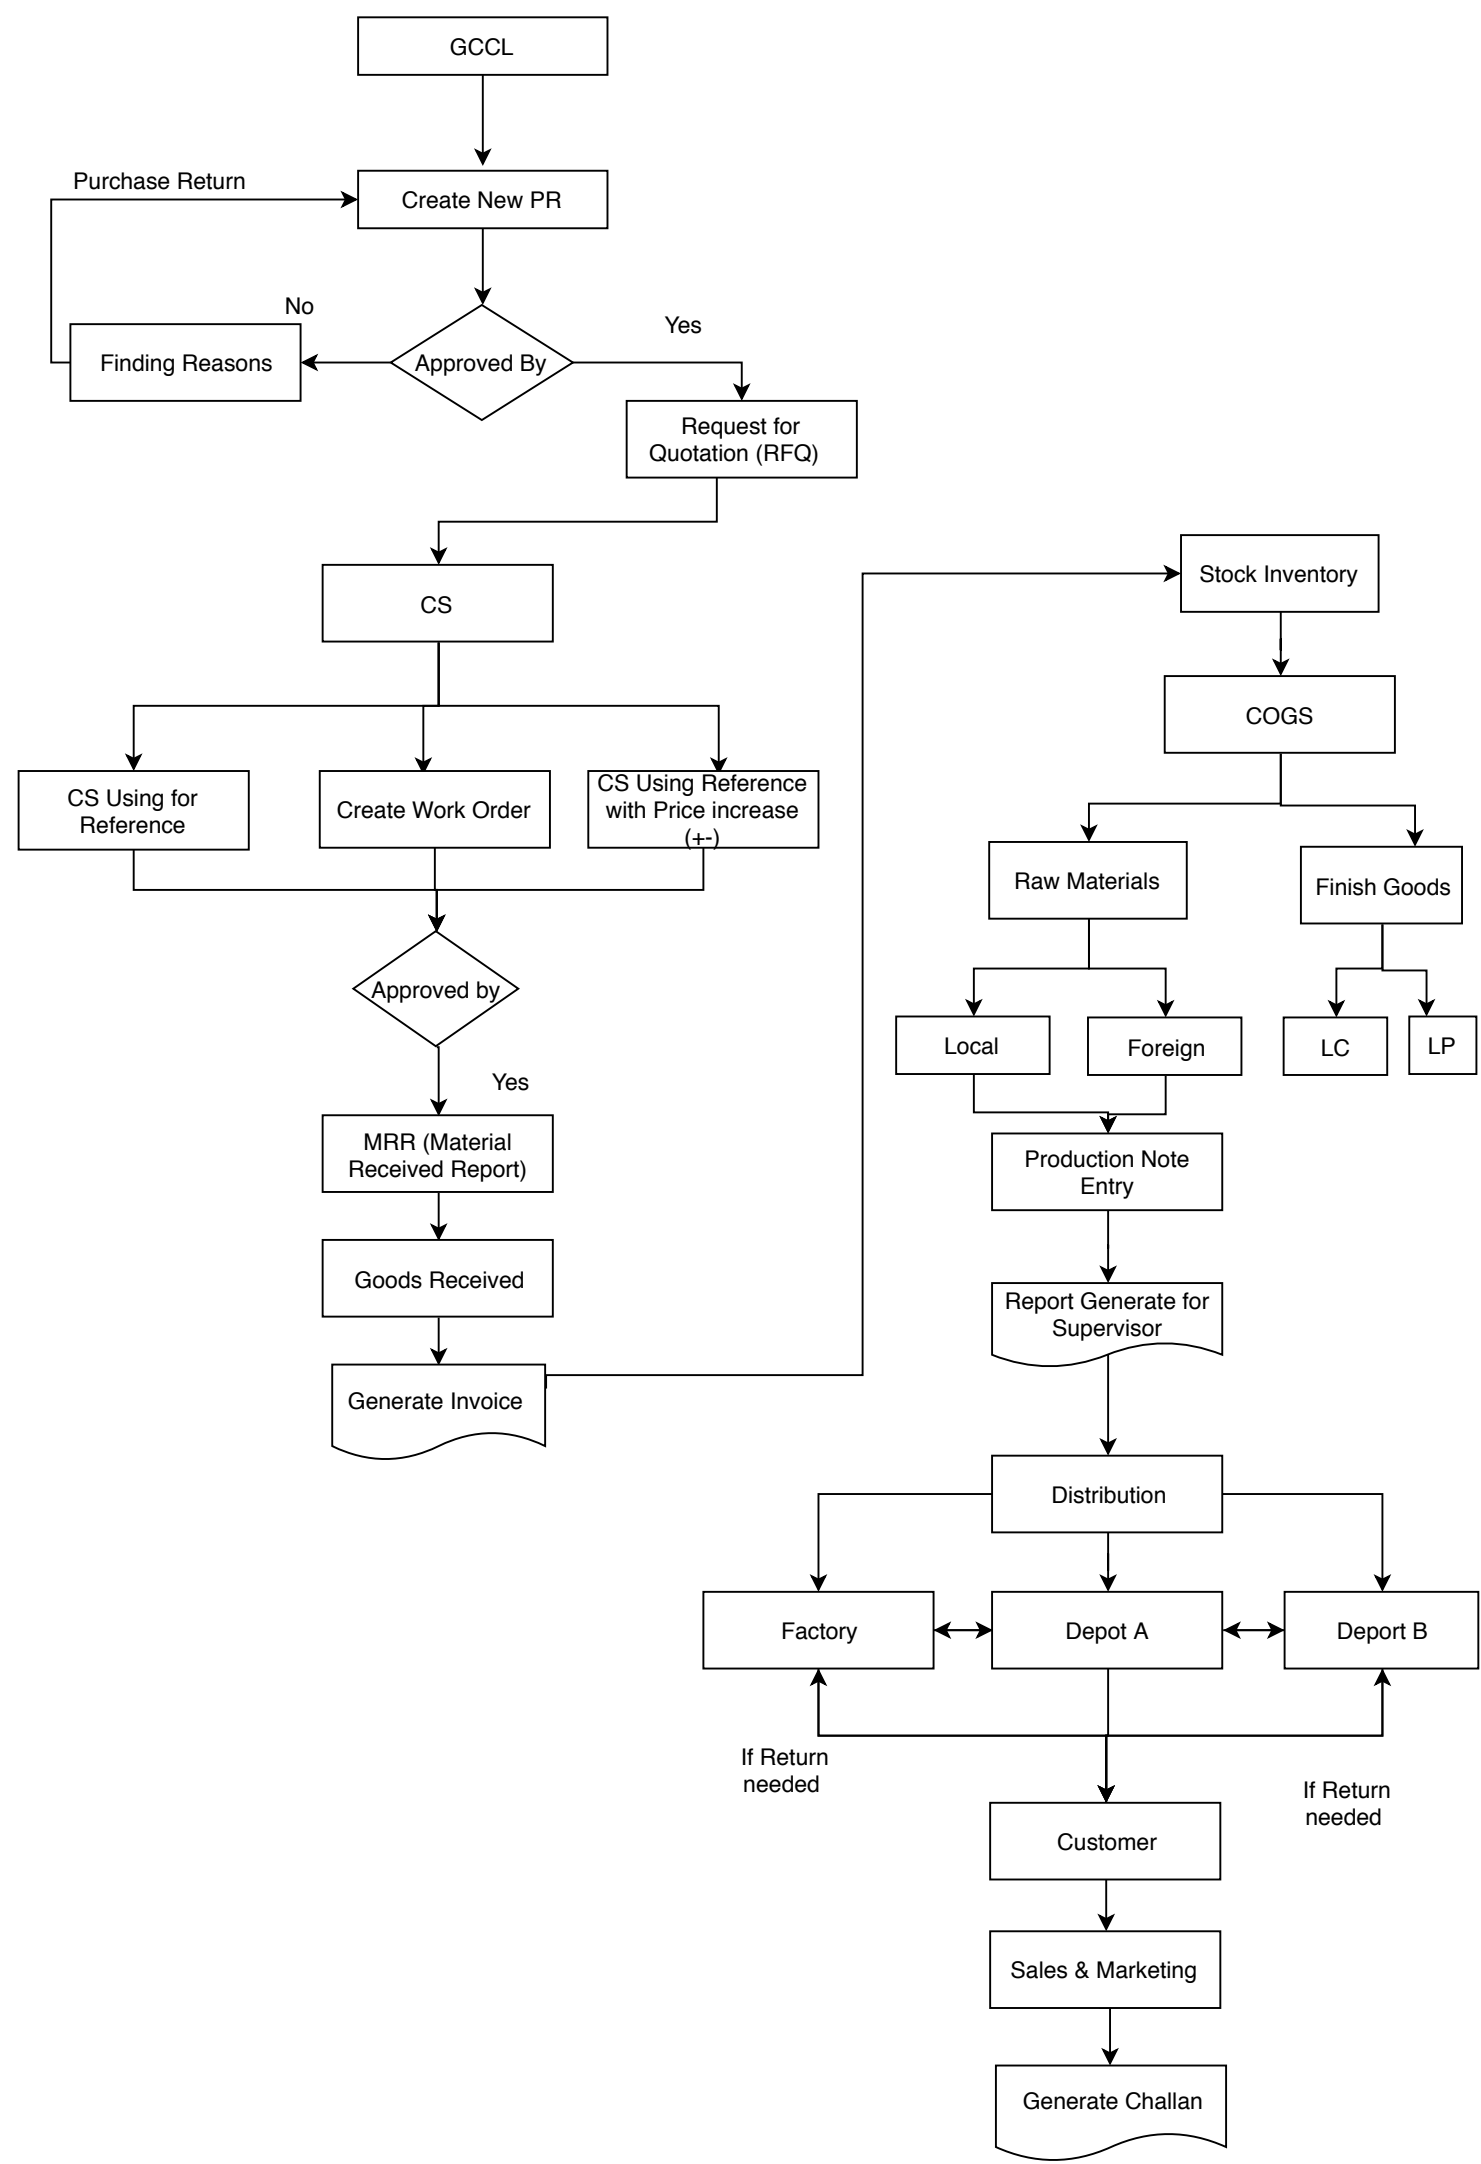 GCCL
Purchase Return
Create New PR
No
Yes
Finding Reasons
Approved By
Request for
Quotation (RFQ)
CS
CS Using for
Reference
Create Work Order
CS Using Reference
with Price increase
(+-)
Approved by
Yes
MRR (Material
Received Report)
Goods Received
Generate Invoice
Stock Inventory
COGS
Raw Materials
Finish Goods
Local
Foreign
LC
LP
Production Note
Entry
Report Generate for
Supervisor
Distribution
Factory
Depot A
Deport B
If Return
needed
If Return
needed
Customer
Sales & Marketing
Generate Challan